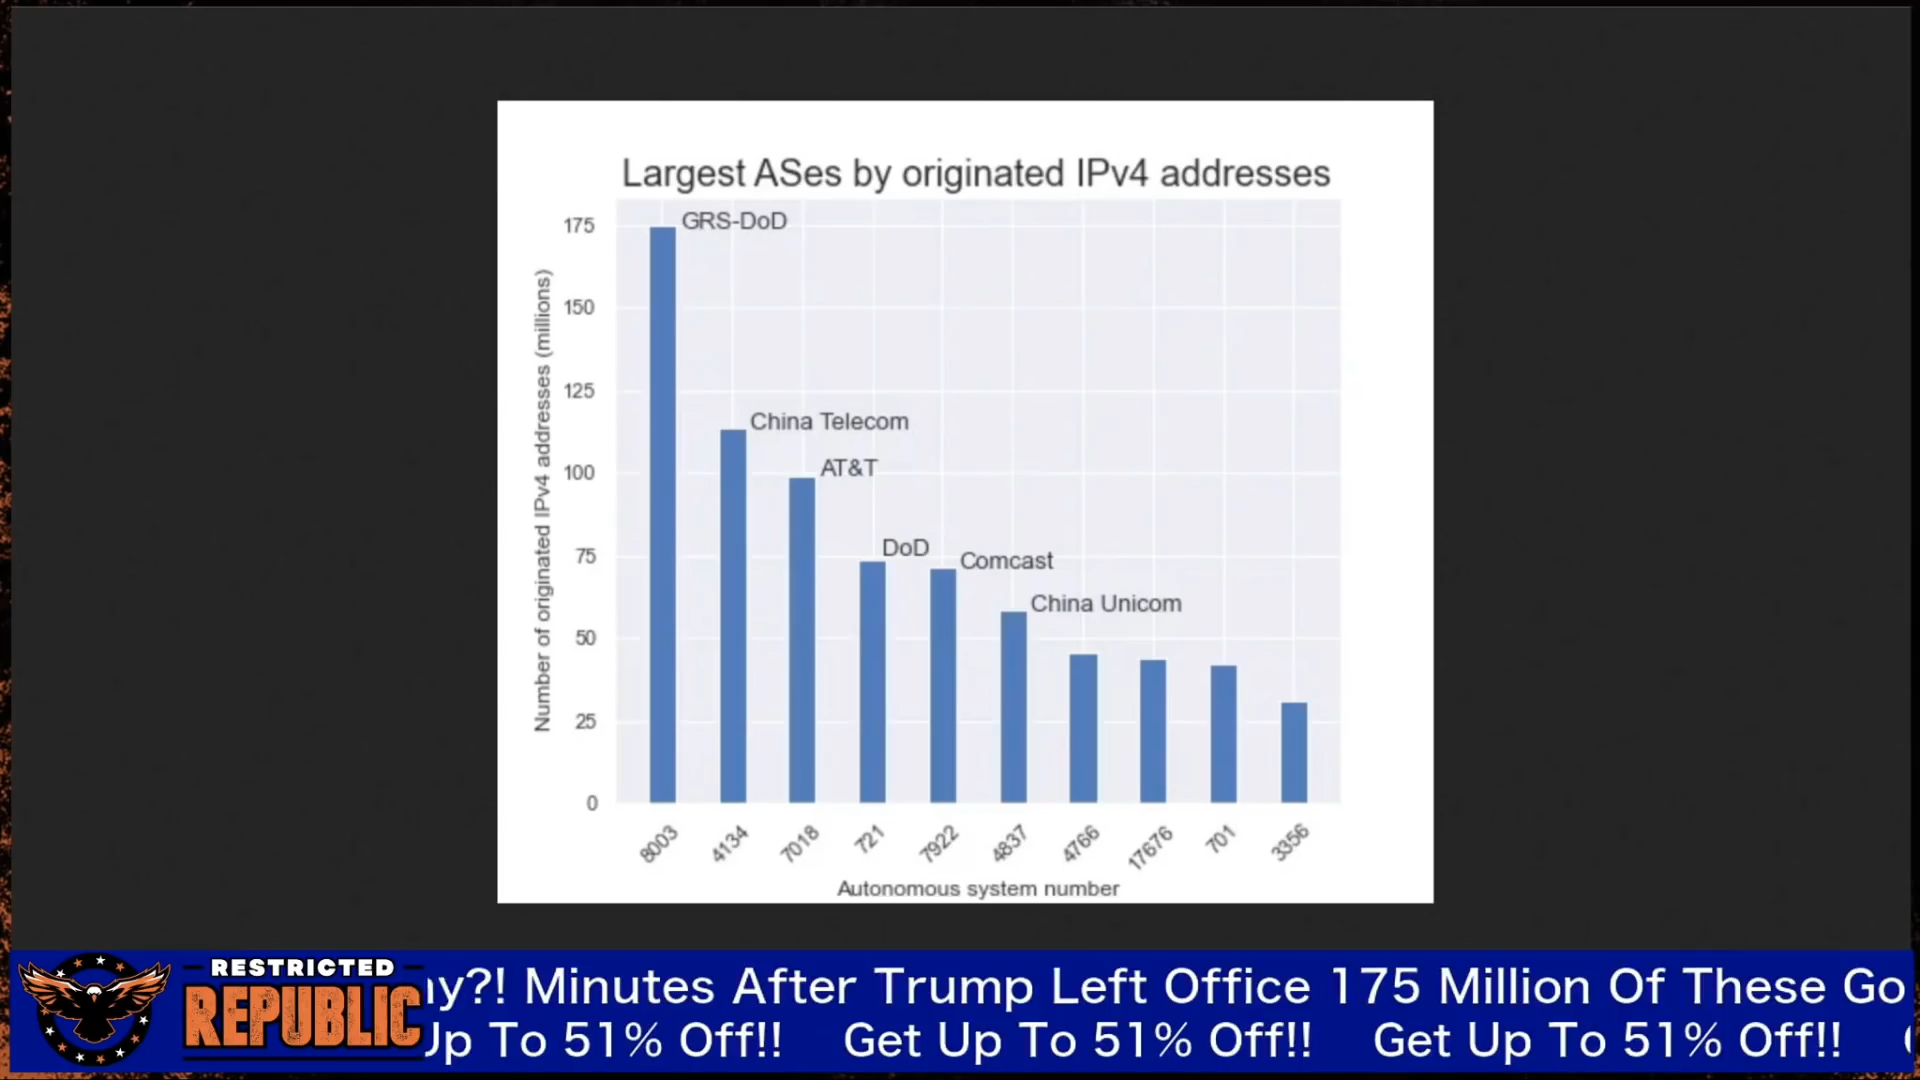 Largest ASes by originated IPv4 addresses
175
GRS-DoD
150
125
China Telecom
100
AT&T
75
DoD
Comcast
50
China Unicom
25
0
Number of originated IPv4 addresses (millions)
8003
4134
7018
721
7922
4837
4766
17676
701
3356
Autonomous system number
RESTRICTED
REPUBLIC
y?! Minutes After Trump Left Office 175 Million Of These Go
Up To 51% Off!! Get Up To 51% Off!! Get Up To 51% Off!!